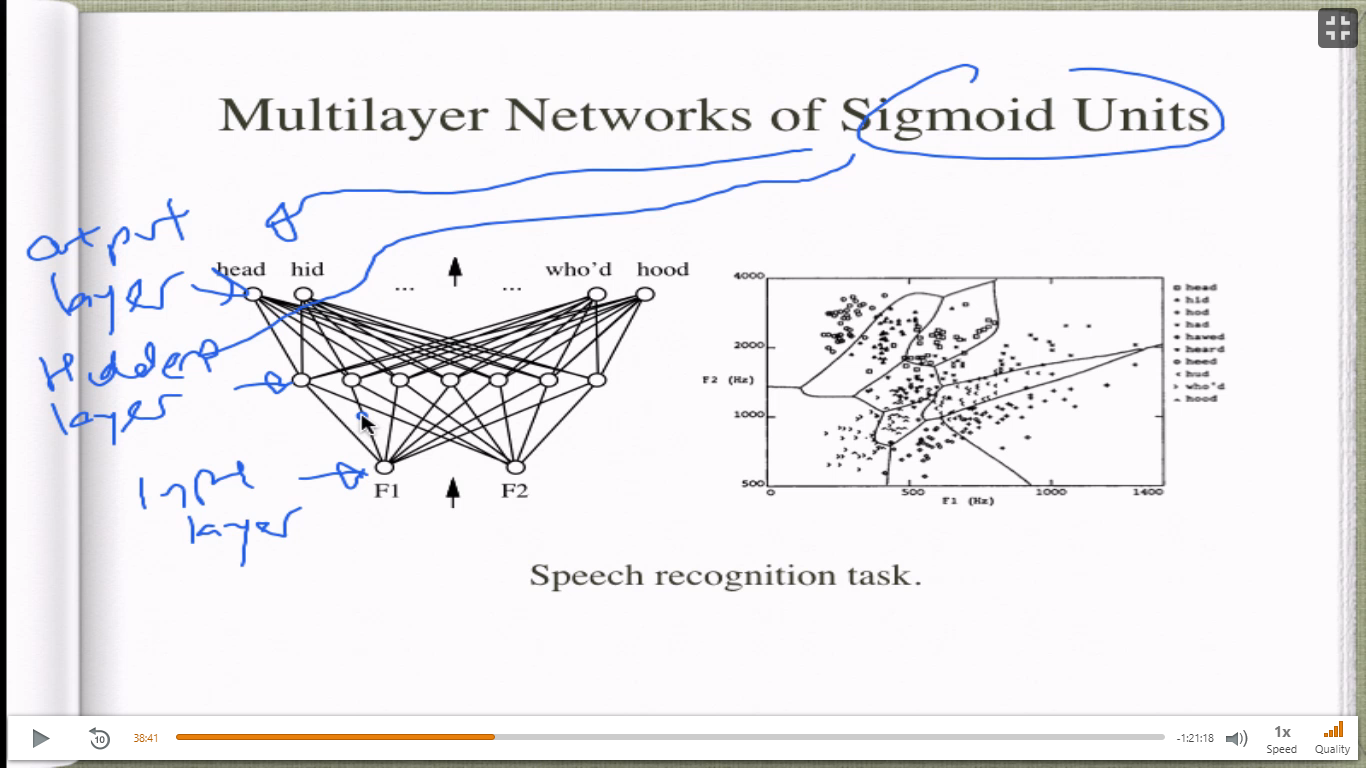 Multilayer Networks of Sigmoid Units
output
layer
head hid ... ... who'd hood
Hidden
layer
Input
layer
F1 F2
4000
2000
F2 (Hz)
1000
500
0 500 1000 1400
F1 (Hz)
head
hid
hod
had
hawed
heard
heed
hud
who'd
hood
Speech recognition task.
10
38:41
-1:21:18
1x
Speed
Quality